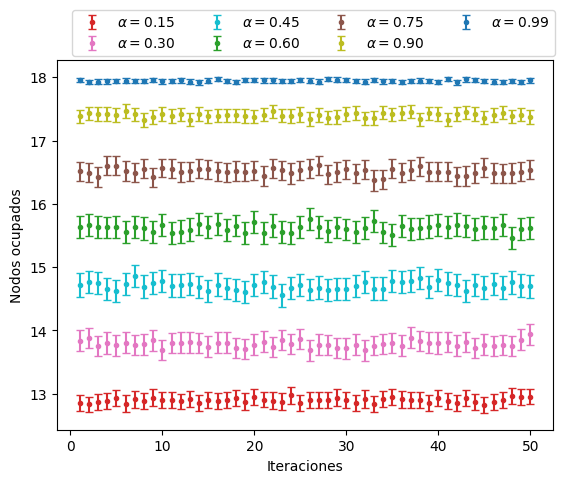 α = 0.15 α = 0.45 α = 0.75 α = 0.99
α = 0.30 α = 0.60 α = 0.90
18
17
16
15
14
13
Nodos ocupados
0 10 20 30 40 50
Iteraciones